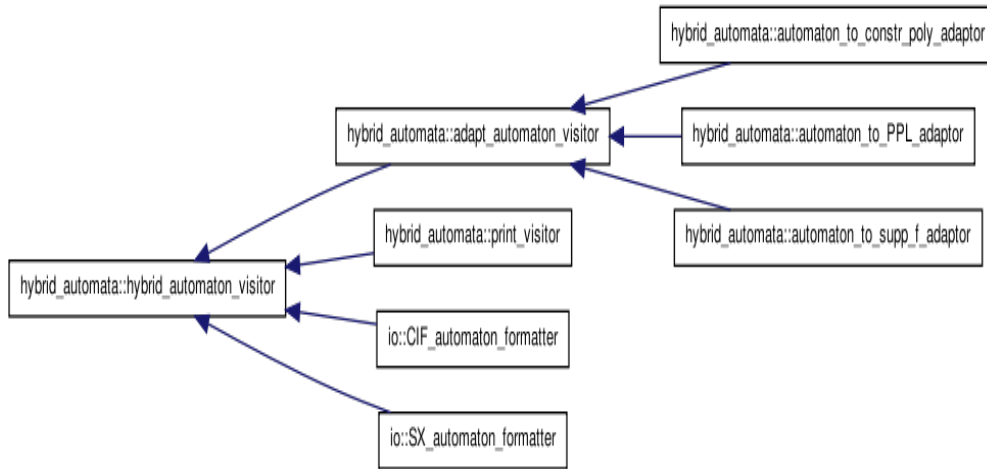 hybrid_automata::automaton_to_constr_poly_adaptor
hybrid_automata::adapt_automaton_visitor
hybrid_automata::automaton_to_PPL_adaptor
hybrid_automata::print_visitor
hybrid_automata::automaton_to_supp_f_adaptor
hybrid_automata::hybrid_automaton_visitor
io::CIF_automaton_formatter
io::SX_automaton_formatter